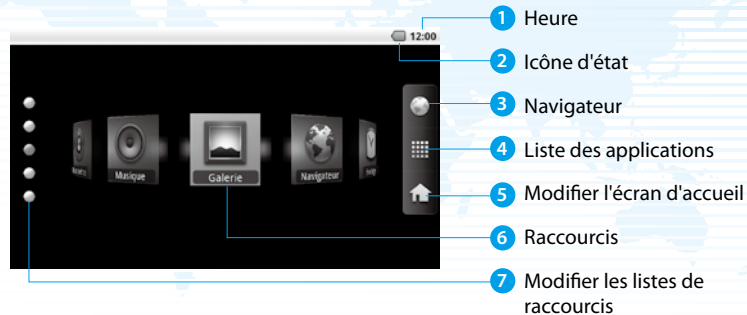 1 Heure
12:00
2 Icône d'état
3 Navigateur
4 Liste des applications
Musique
Galerie
Navigateur
5 Modifier l'écran d'accueil
6 Raccourcis
7 Modifier les listes de
raccourcis